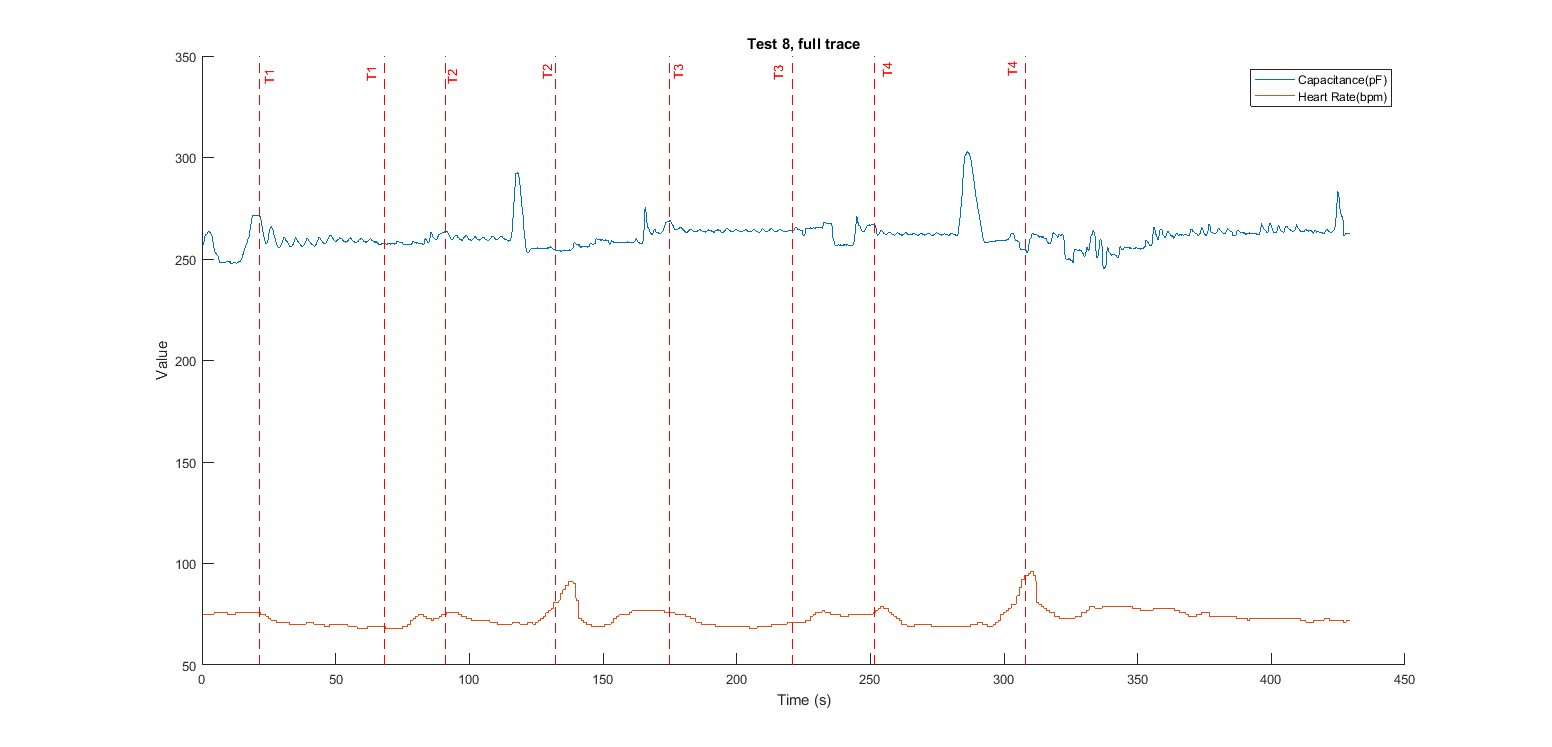 Test 8, full trace
350
300
250
200
150
100
50
Value
T1
T1
T2
T2
T3
T3
T4
T4
Capacitance(pF)
Heart Rate(bpm)
0
50
100
150
200
250
300
350
400
450
Time (s)